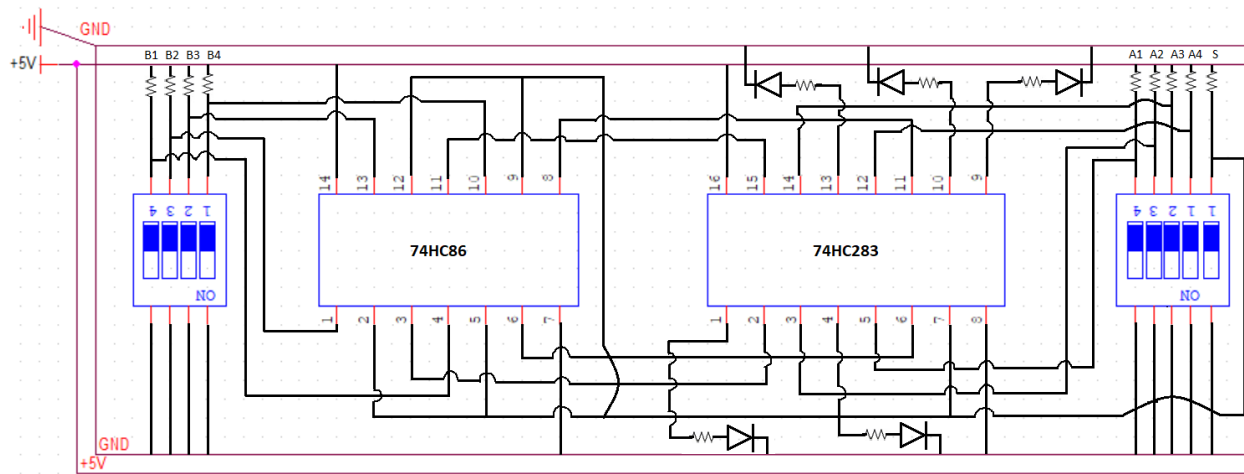 GND
+5V
B1 B2 B3 B4
A1 A2 A3 A4 S
14 13 12 11 10 9 8
16 15 14 13 12 11 10 9
4 3 2 1
ON
74HC86
74HC283
4 3 2 1 1
ON
1 2 3 4 5 6 7
1 2 3 4 5 6 7 8
GND
+5V